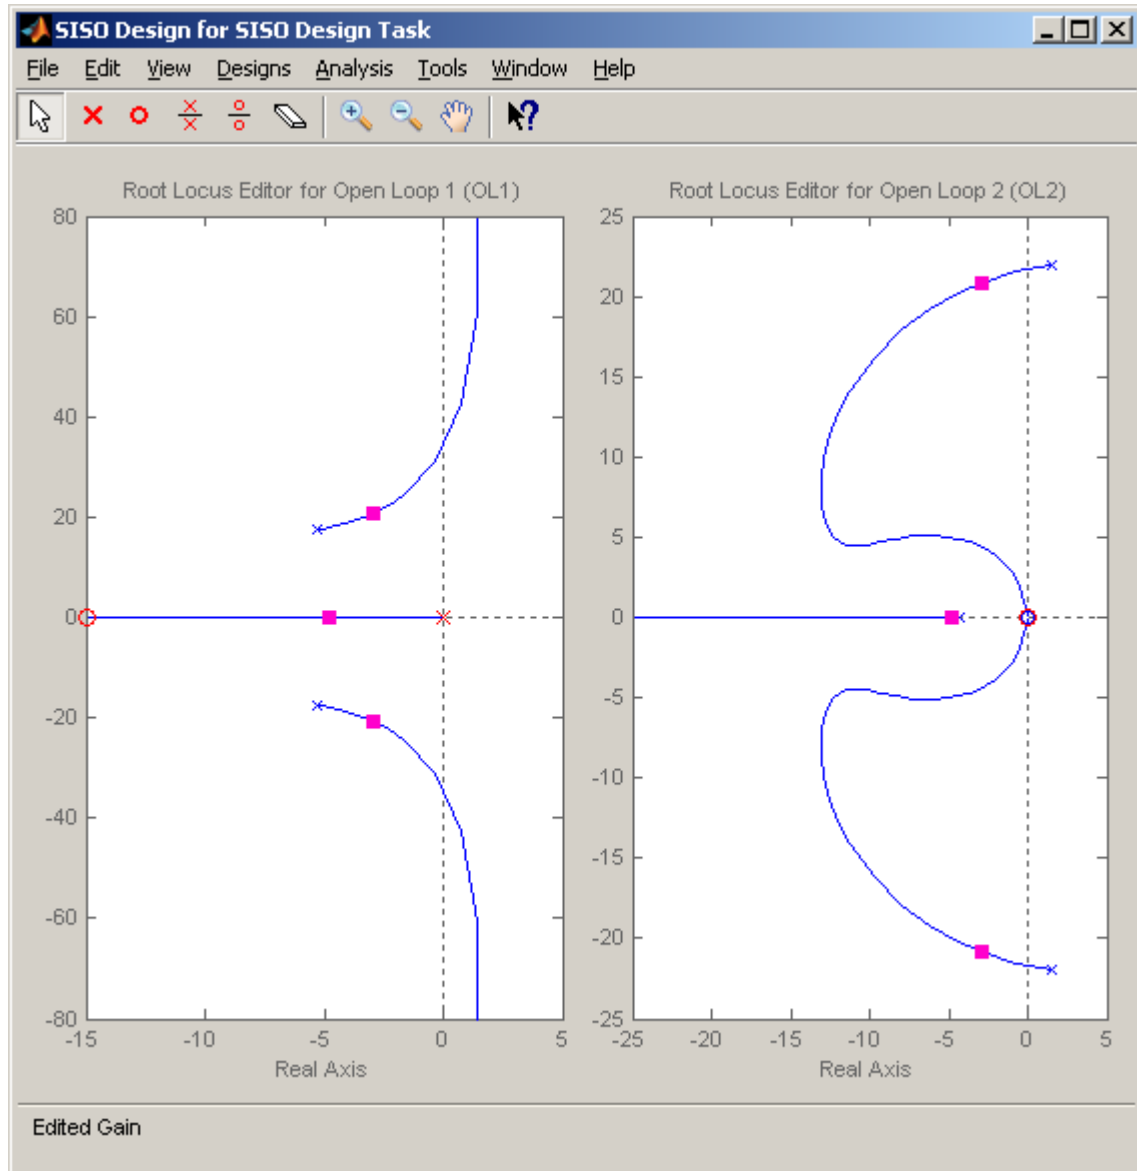 SISO Design for SISO Design Task
File Edit View Designs Analysis Tools Window Help
Root Locus Editor for Open Loop 1 (OL1)
80
60
40
20
0
-20
-40
-60
-80
-15 -10 -5 0 5
Real Axis
Root Locus Editor for Open Loop 2 (OL2)
25
20
15
10
5
0
-5
-10
-15
-20
-25
-25 -20 -15 -10 -5 0 5
Real Axis
Edited Gain